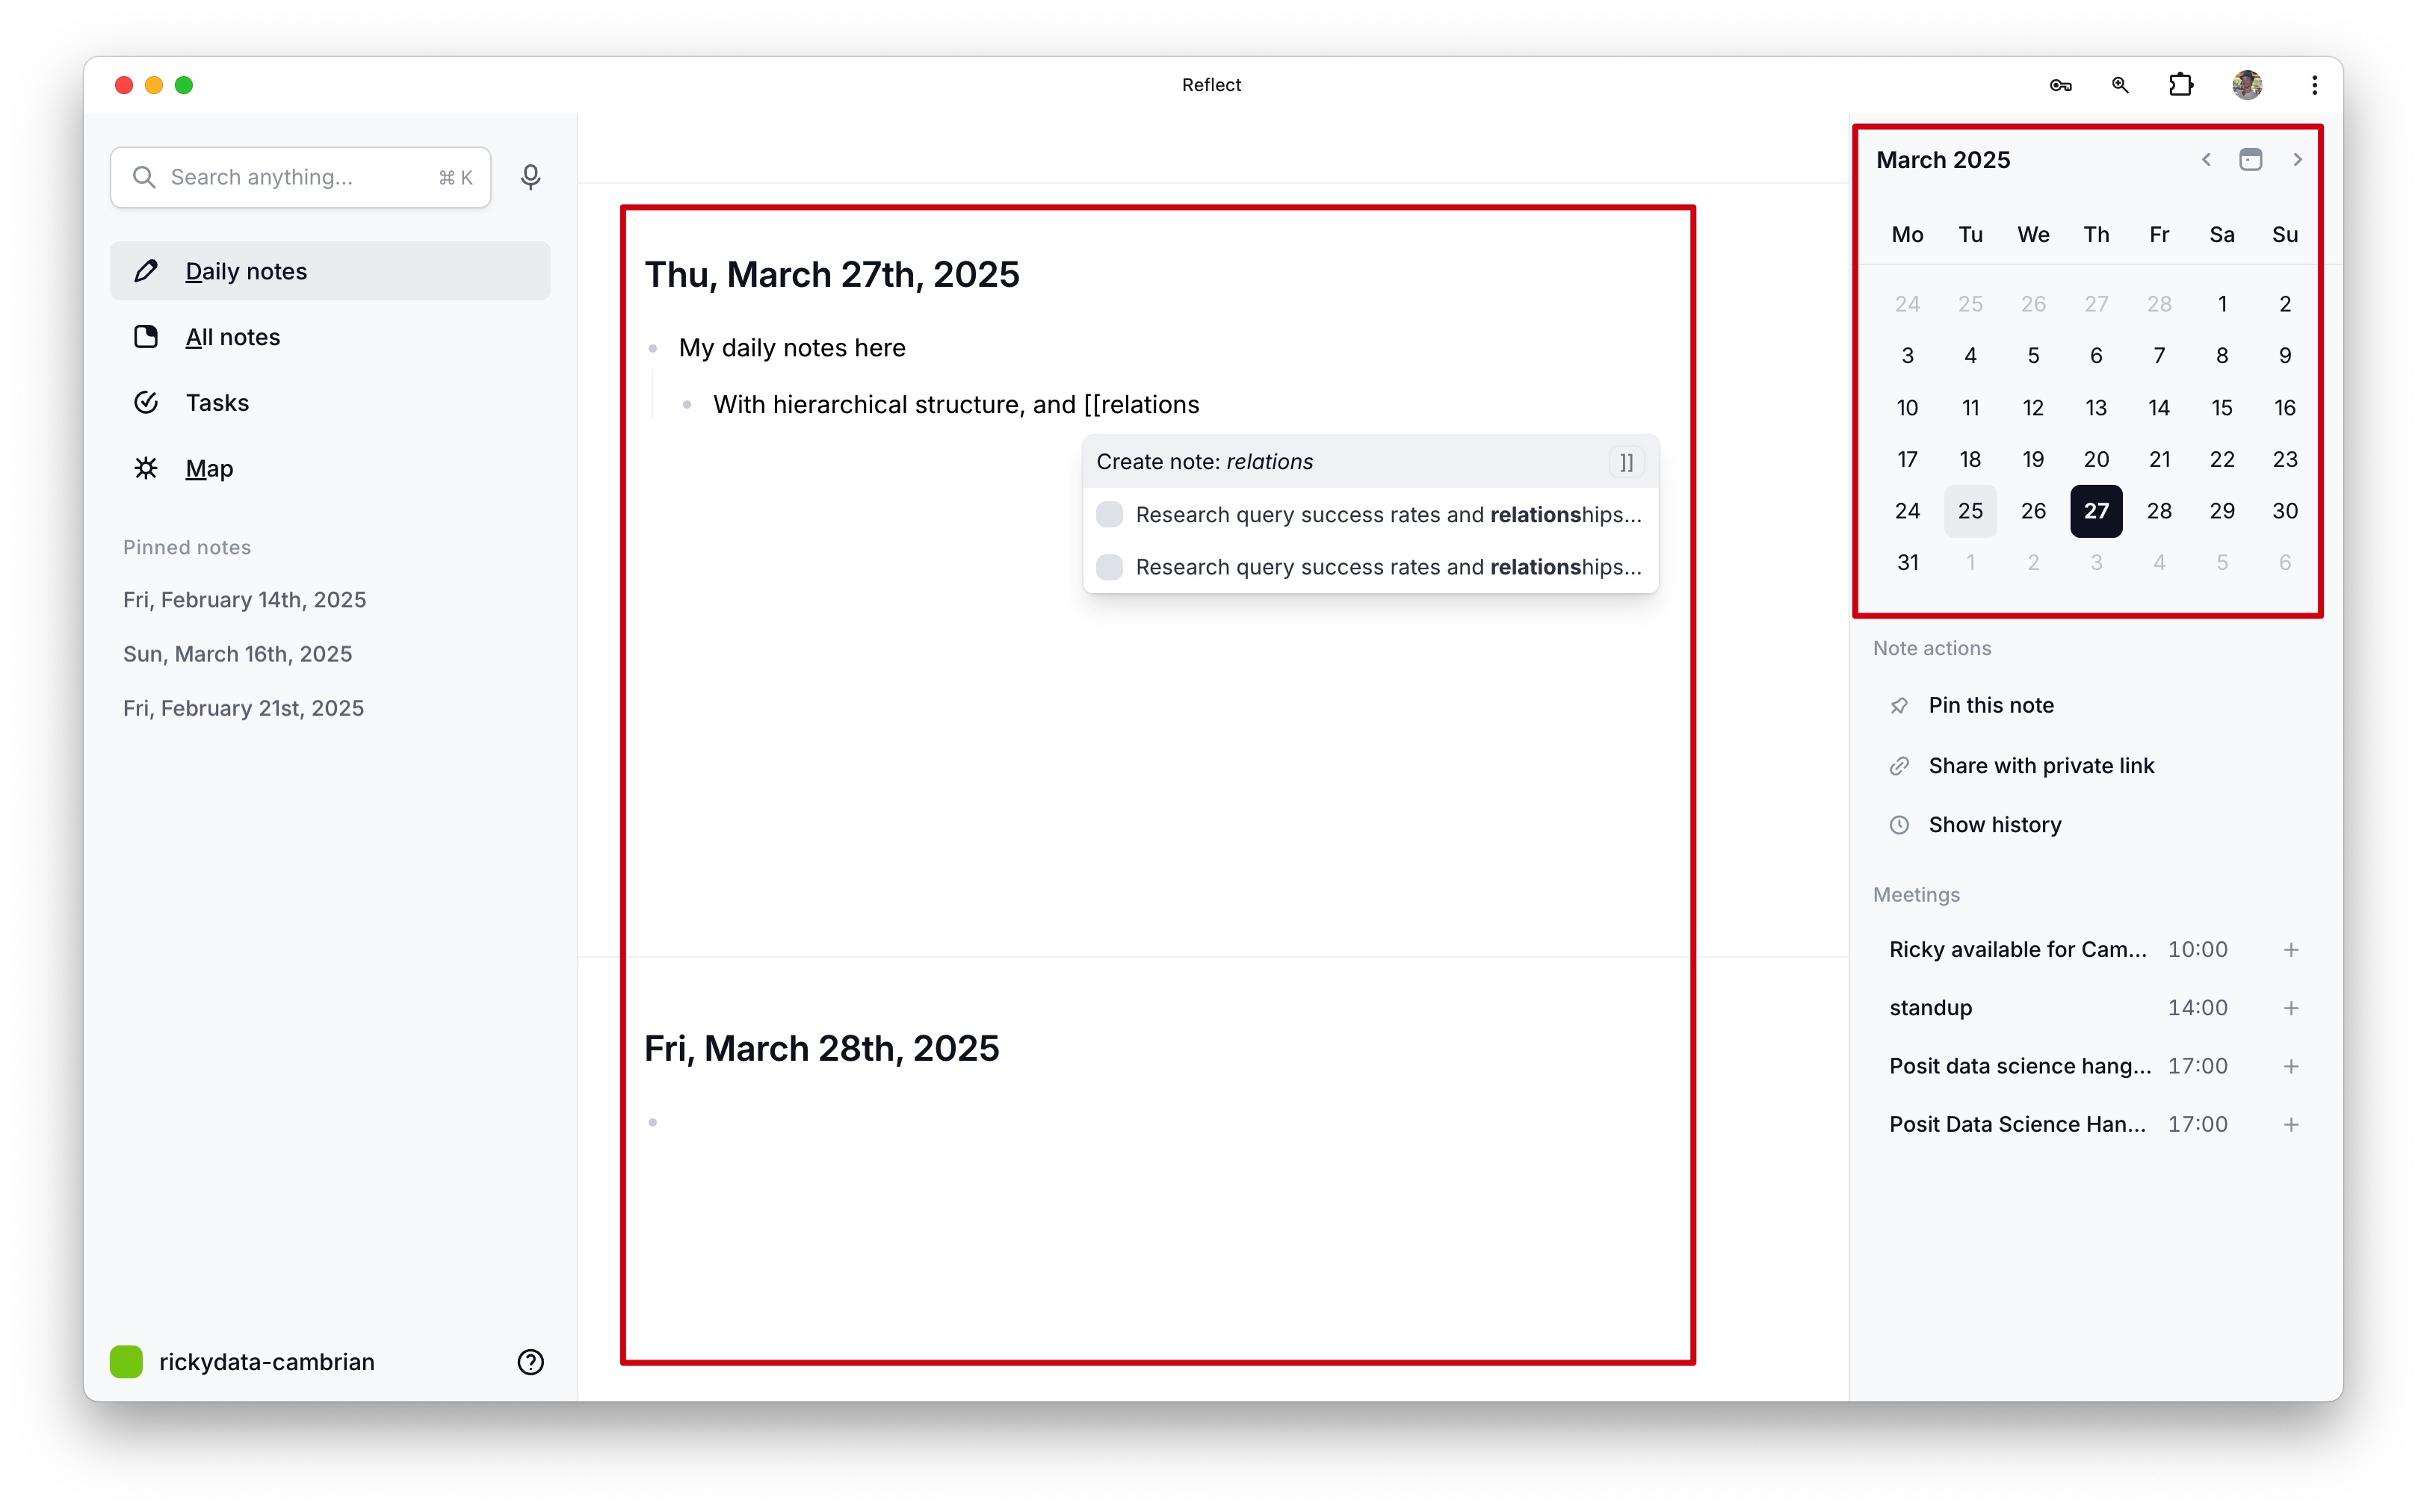 Reflect
Search anything... ⌘ K
Daily notes
All notes
Tasks
Map
Pinned notes
Fri, February 14th, 2025
Sun, March 16th, 2025
Fri, February 21st, 2025
rickydata-cambrian
Thu, March 27th, 2025
My daily notes here
With hierarchical structure, and [[relations
Create note: relations ]]
Research query success rates and relationships...
Research query success rates and relationships...
Fri, March 28th, 2025
March 2025
Mo Tu We Th Fr Sa Su
24 25 26 27 28 1 2
3 4 5 6 7 8 9
10 11 12 13 14 15 16
17 18 19 20 21 22 23
24 25 26 27 28 29 30
31 1 2 3 4 5 6
Note actions
Pin this note
Share with private link
Show history
Meetings
Ricky available for Cam... 10:00 +
standup 14:00 +
Posit data science hang... 17:00 +
Posit Data Science Han... 17:00 +